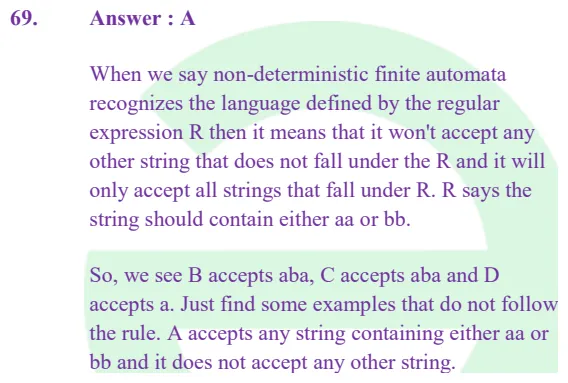 69. Answer : A
When we say non-deterministic finite automata
recognizes the language defined by the regular
expression R then it means that it won't accept any
other string that does not fall under the R and it will
only accept all strings that fall under R. R says the
string should contain either aa or bb.
So, we see B accepts aba, C accepts aba and D
accepts a. Just find some examples that do not follow
the rule. A accepts any string containing either aa or
bb and it does not accept any other string.